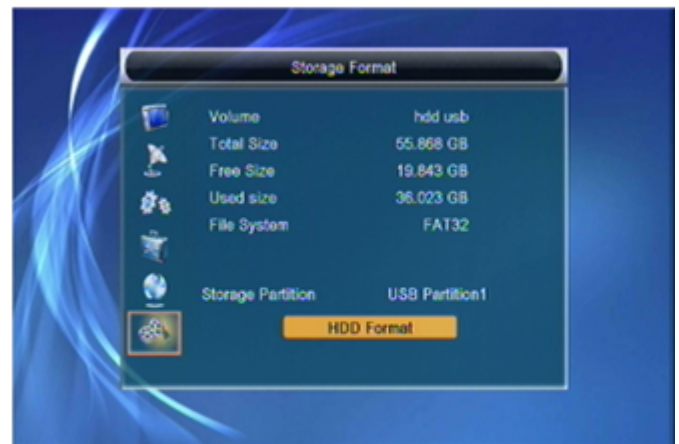 Storage Format
Volume hdd usb
Total Size 55.868 GB
Free Size 19.843 GB
Used size 36.023 GB
File System FAT32
Storage Partition USB Partition1
HDD Format